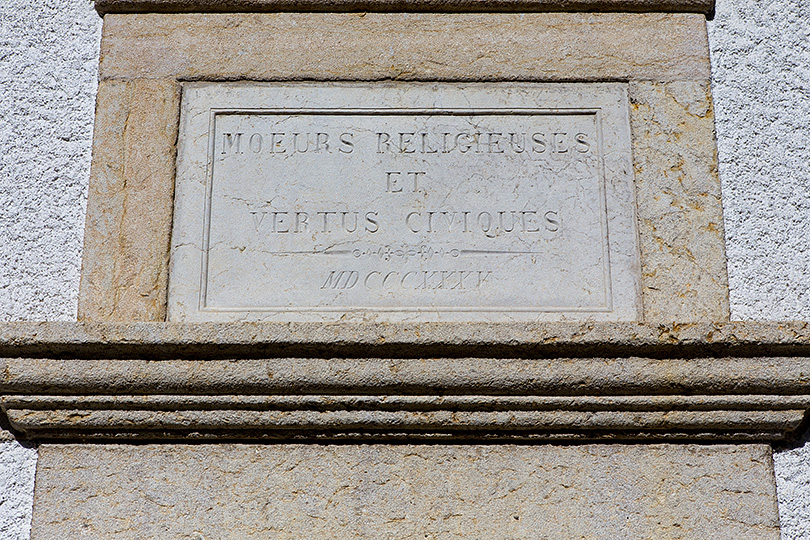 MOEURS RELIGIEUSES
ET
VERTUS CIVIQUES
MDCCCXXXV